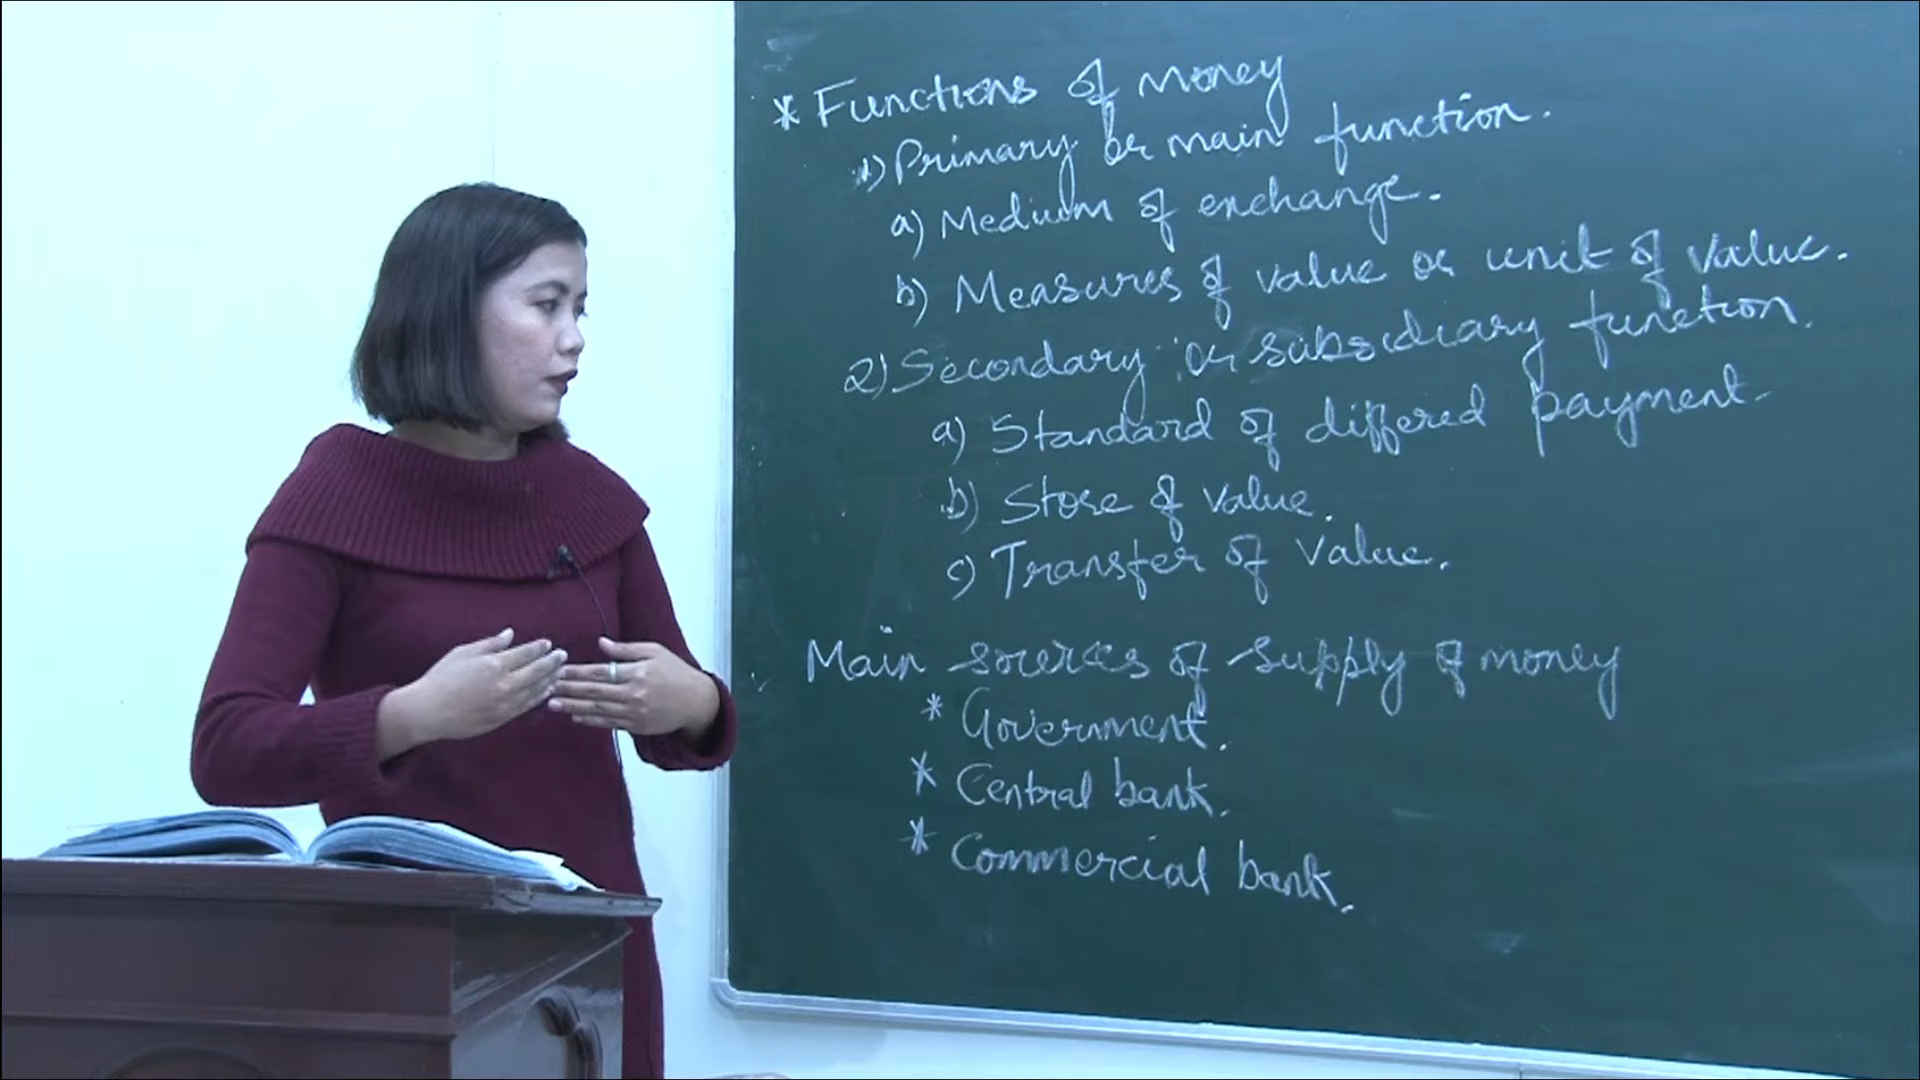 * Functions of money
1) Primary or main function.
a) Medium of exchange.
b) Measures of value or unit of value.
2) Secondary or subsidiary function.
a) Standard of differed payment.
b) Store of value.
c) Transfer of value.
Main sources of supply of money
* Government.
* Central bank.
* Commercial bank.